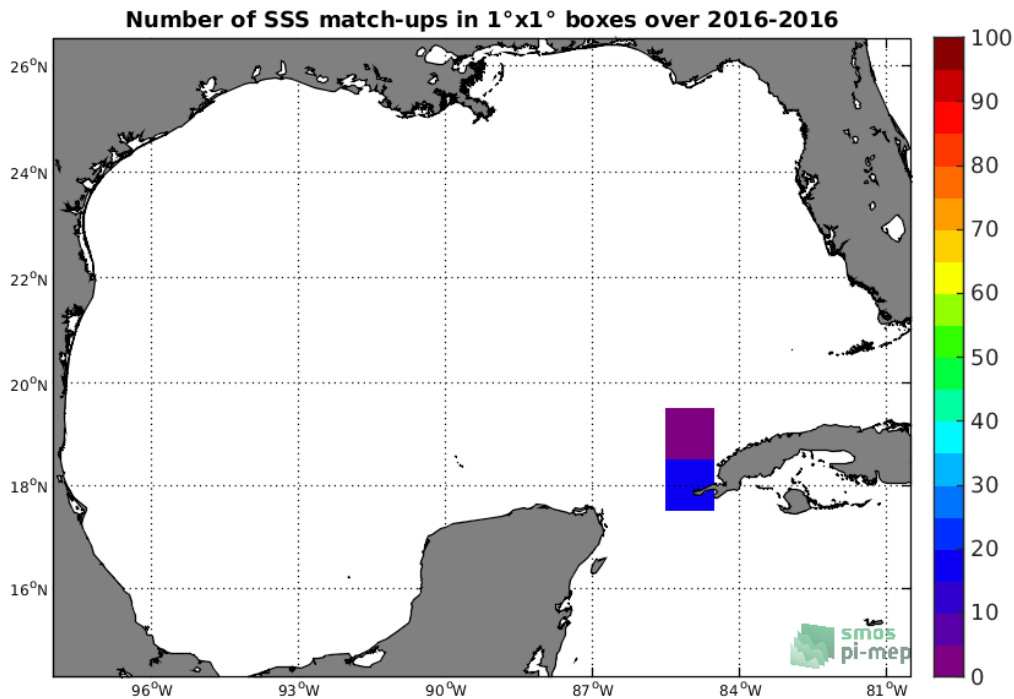 Number of SSS match-ups in 1°x1° boxes over 2016-2016
26°N
24°N
22°N
20°N
18°N
16°N
96°W
93°W
90°W
87°W
84°W
81°W
100
90
80
70
60
50
40
30
20
10
0
smos
pi-mep